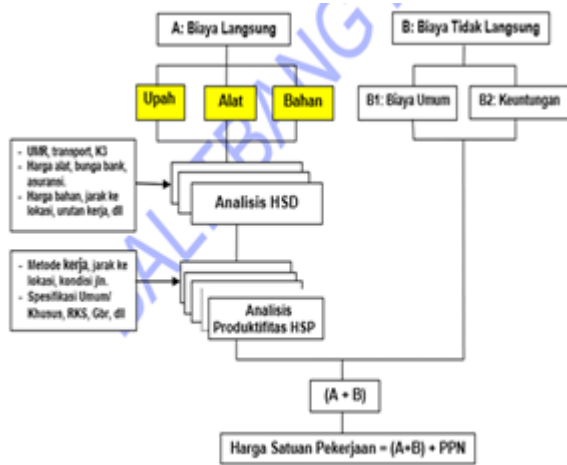 A: Biaya Langsung
B: Biaya Tidak Langsung
Upah
Alat
Bahan
B1: Biaya Umum
B2: Keuntungan
- UMR, transport, K3
- Harga alat, bunga bank,
asuransi.
- Harga bahan, jarak ke
lokasi, urutan kerja, dll
Analisis HSD
- Metode kerja, jarak ke
lokasi, kondisi jln.
- Spesifikasi Umum/
Khusus, RKS, Gbr, dll
Analisis
Produktifitas HSP
(A + B)
Harga Satuan Pekerjaan = (A+B) + PPN